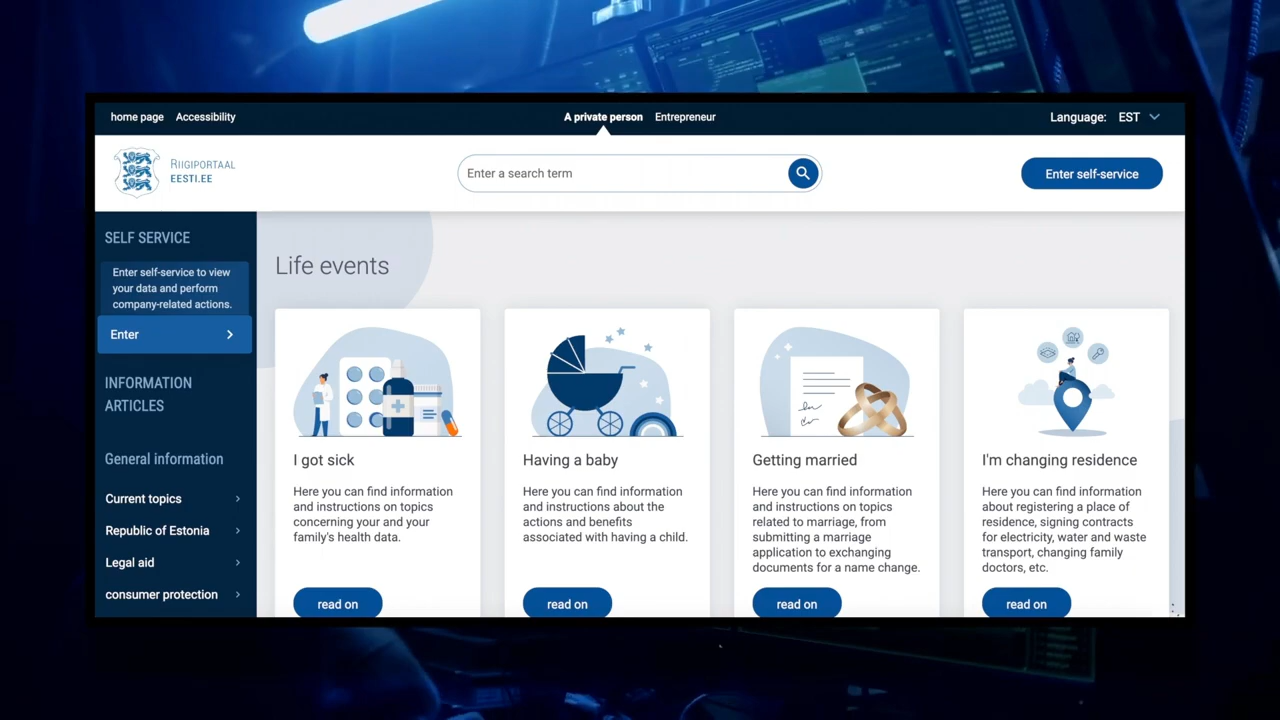 home page Accessibility
A private person Entrepreneur
Language: EST
RIIGIPORTAAL
EESTI.EE
Enter a search term
Enter self-service
SELF SERVICE
Enter self-service to view
your data and perform
company-related actions.
Enter
INFORMATION
ARTICLES
General information
Current topics
Republic of Estonia
Legal aid
consumer protection
Life events
I got sick
Here you can find information
and instructions on topics
concerning your and your
family's health data.
read on
Having a baby
Here you can find information
and instructions about the
actions and benefits
associated with having a child.
read on
Getting married
Here you can find information
and instructions on topics
related to marriage, from
submitting a marriage
application to exchanging
documents for a name change.
read on
I'm changing residence
Here you can find information
about registering a place of
residence, signing contracts
for electricity, water and waste
transport, changing family
doctors, etc.
read on